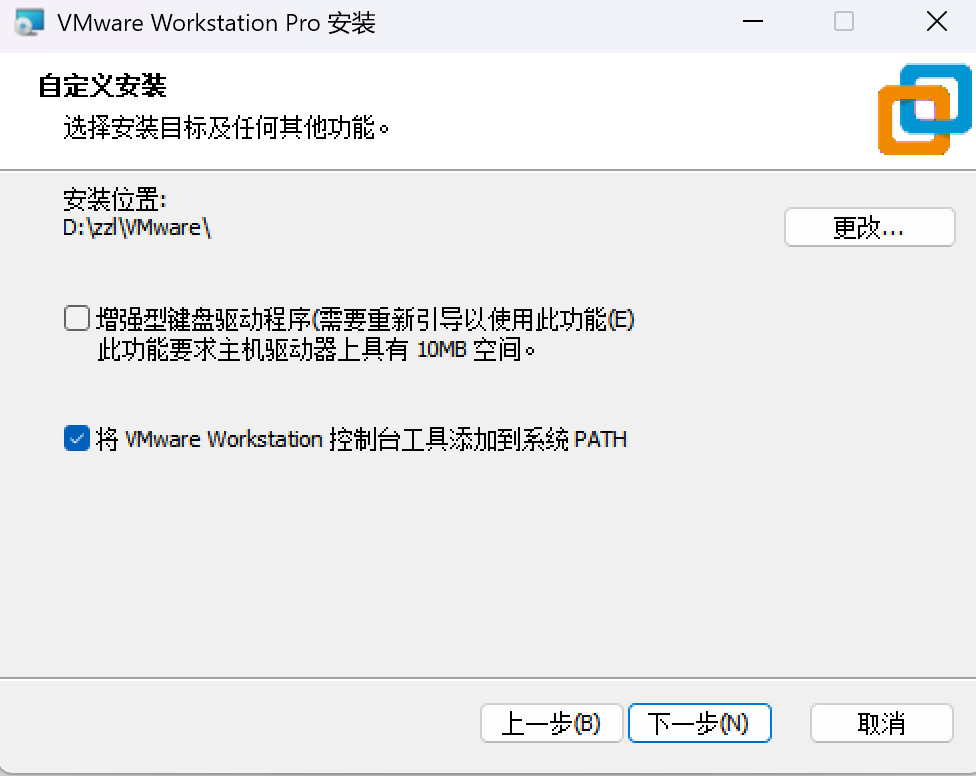 VMware Workstation Pro 安装
自定义安装
选择安装目标及任何其他功能。
安装位置:
D:\zzl\VMware\
更改...
增强型键盘驱动程序(需要重新引导以使用此功能(E)
此功能要求主机驱动器上具有 10MB 空间。
将 VMware Workstation 控制台工具添加到系统 PATH
上一步(B) 下一步(N) 取消